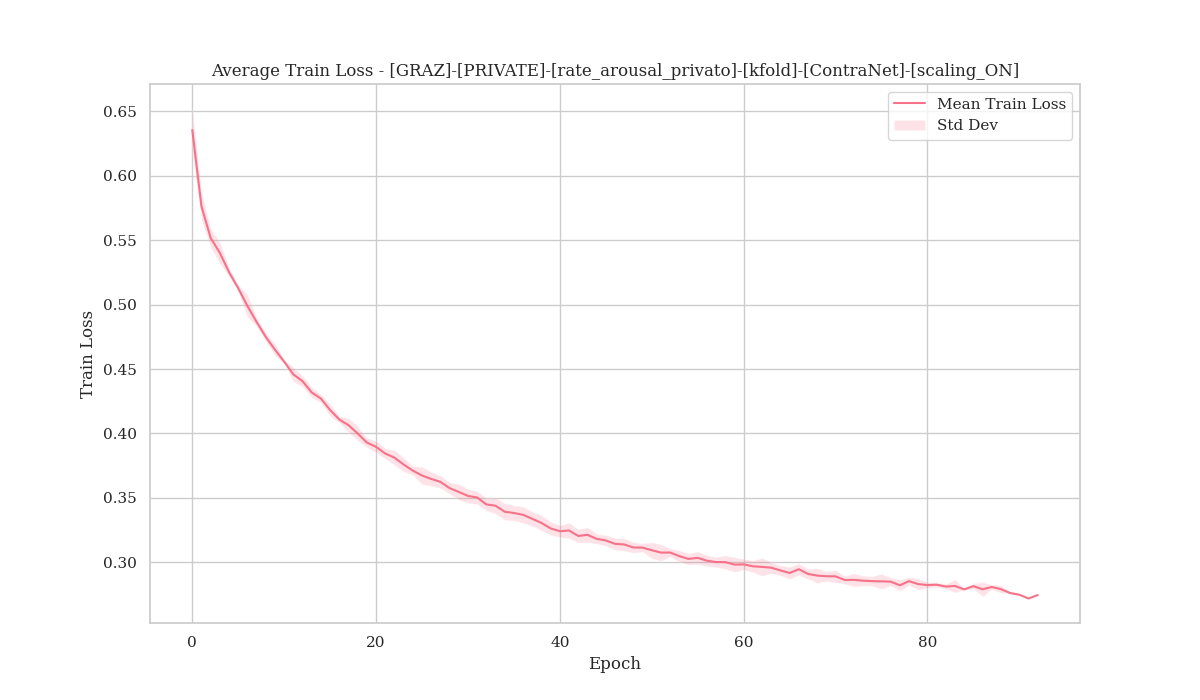 Average Train Loss - [GRAZ]-[PRIVATE]-[rate_arousal_privato]-[kfold]-[ContraNet]-[scaling_ON]
Mean Train Loss
Std Dev
0.65
0.60
0.55
0.50
0.45
0.40
0.35
0.30
Train Loss
0
20
40
60
80
Epoch